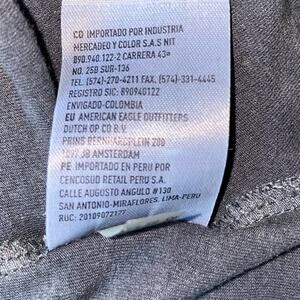 CO IMPORTADO POR INDUSTRIA
MERCADEO Y COLOR S.A.S NIT
890.940.122-2 CARRERA 43ª
NO. 25B SUR-136
TEL. (574)-270-4211 FAX. (574)-331-4445
REGISTRO SIC: 890940122
ENVIGADO-COLOMBIA
EU AMERICAN EAGLE OUTFITTERS
DUTCH OP CO B.V.
PRINS BERNHARDPLEIN 200
1097 JB AMSTERDAM
PE IMPORTADO EN PERU POR
CENCOSUD RETAIL PERU S.A.
CALLE AUGUSTO ANGULO #130
SAN ANTONIO-MIRAFLORES. LIMA-PERU
RUC: 20109072177